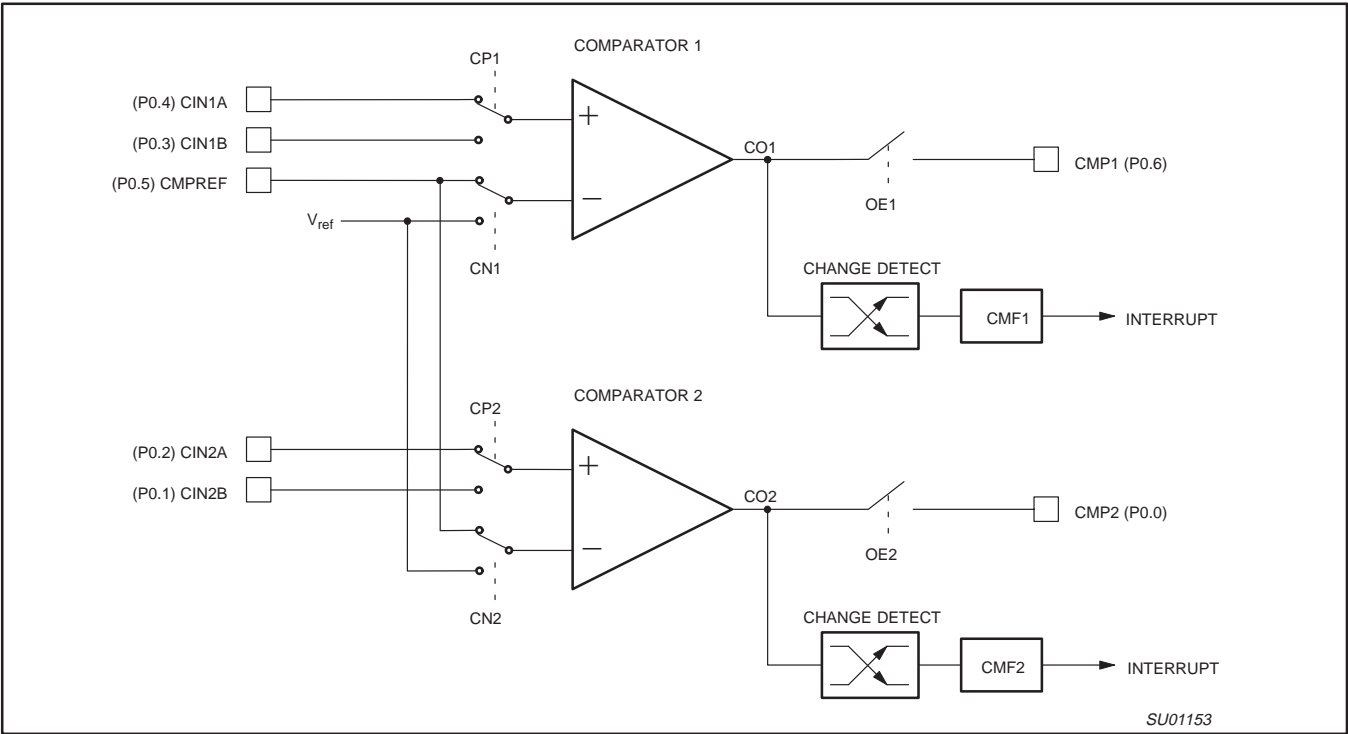 COMPARATOR 1
CP1
(P0.4) CIN1A
+
(P0.3) CIN1B
CO1
CMP1 (P0.6)
(P0.5) CMPREF
−
OE1
Vref
CN1
CHANGE DETECT
CMF1
INTERRUPT
COMPARATOR 2
CP2
(P0.2) CIN2A
+
(P0.1) CIN2B
CO2
CMP2 (P0.0)
−
OE2
CN2
CHANGE DETECT
CMF2
INTERRUPT
SU01153